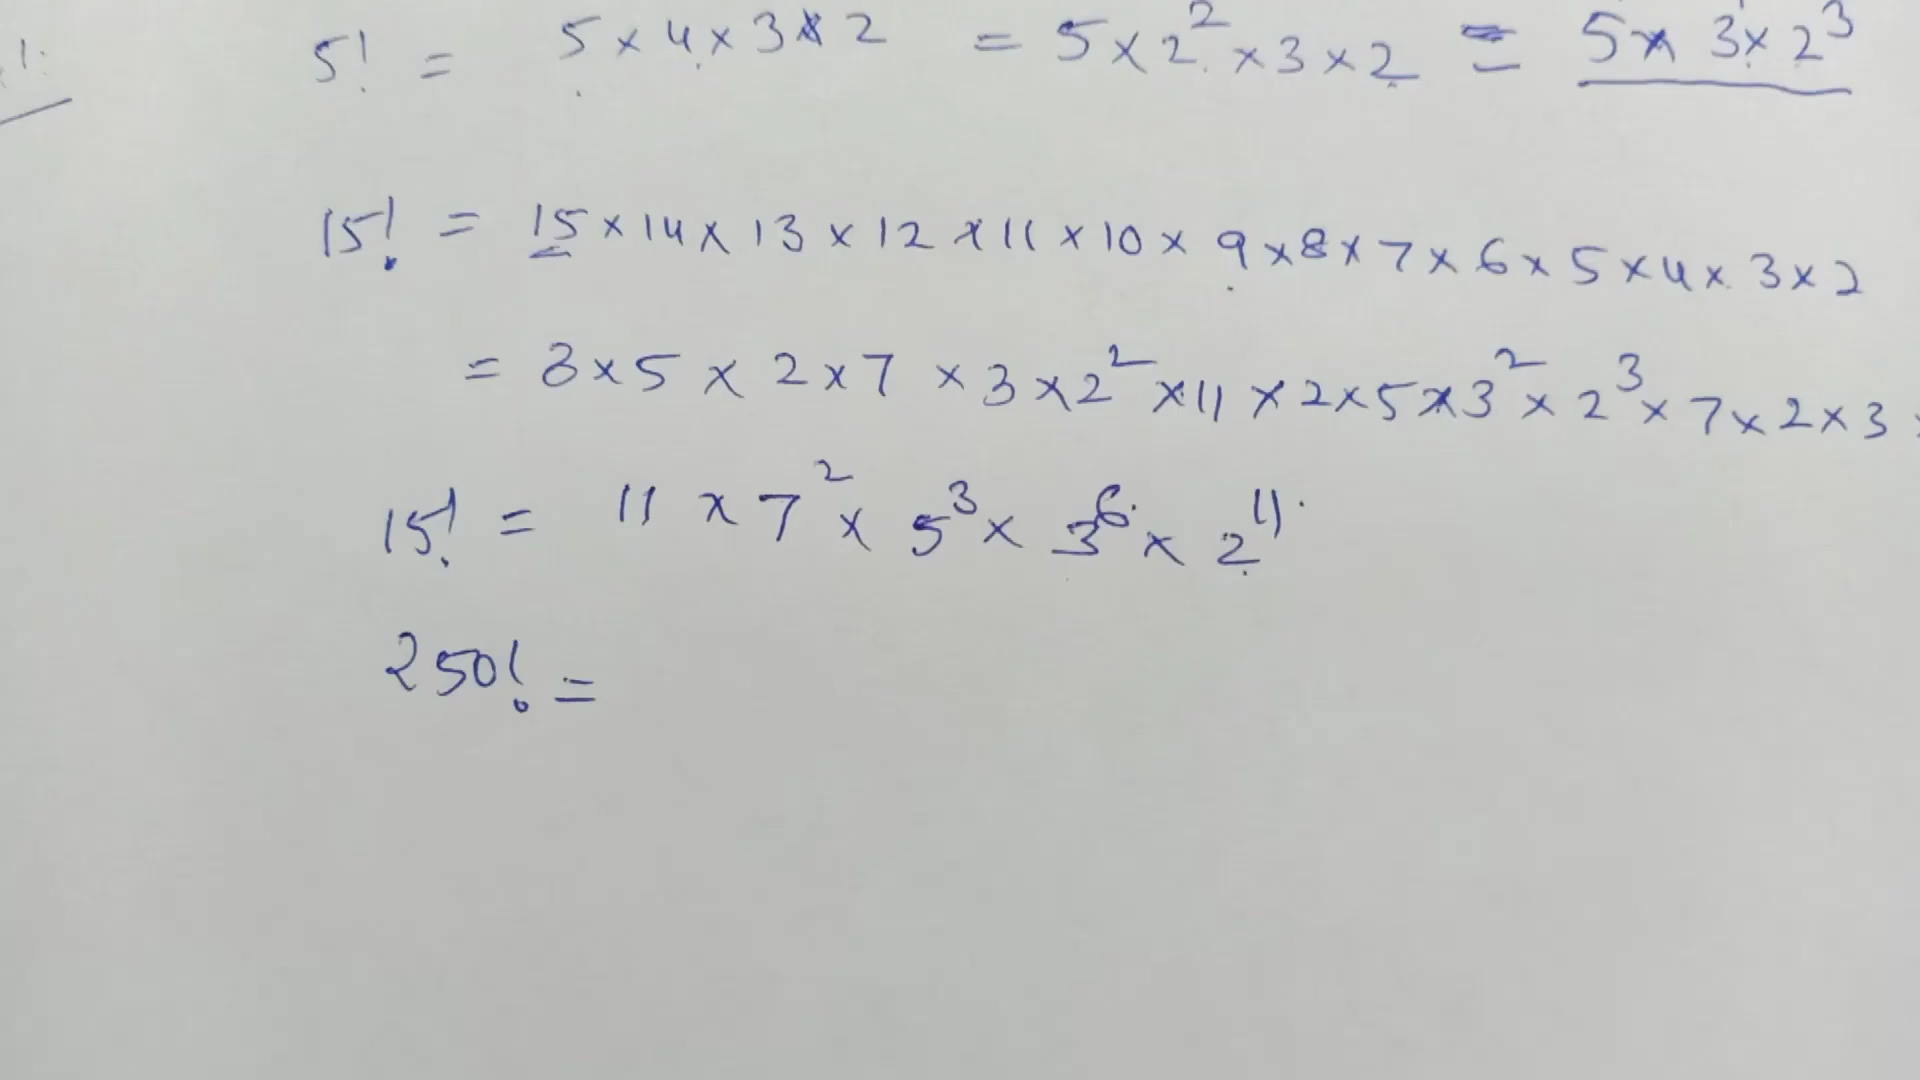 1.
5! = 5 × 4 × 3 × 2 = 5 × 2² × 3 × 2 = 5 × 3 × 2³
15! = 15 × 14 × 13 × 12 × 11 × 10 × 9 × 8 × 7 × 6 × 5 × 4 × 3 × 2
= 3 × 5 × 2 × 7 × 3 × 2² × 11 × 2 × 5 × 3² × 2³ × 7 × 2 × 3
15! = 11 × 7² × 5³ × 3⁶ × 2¹¹
250! =